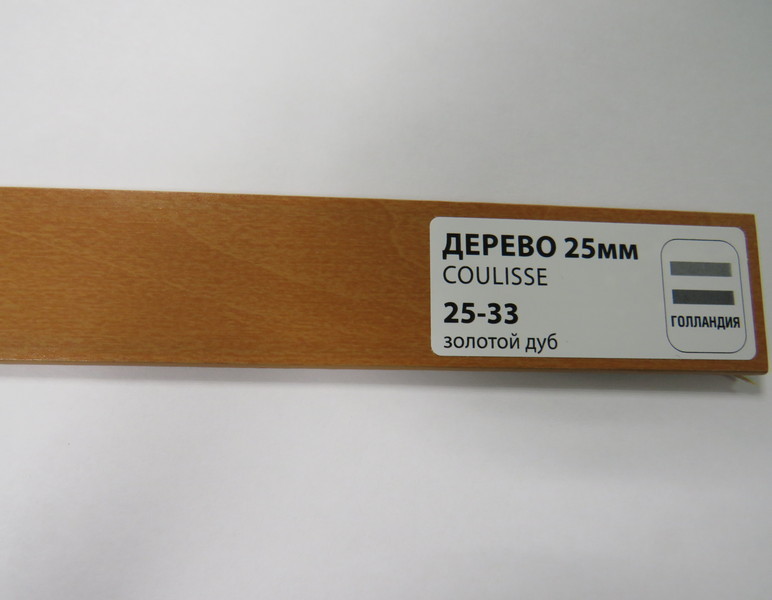 ДЕРЕВО 25мм
COULISSE
25-33
золотой дуб
ГОЛЛАНДИЯ